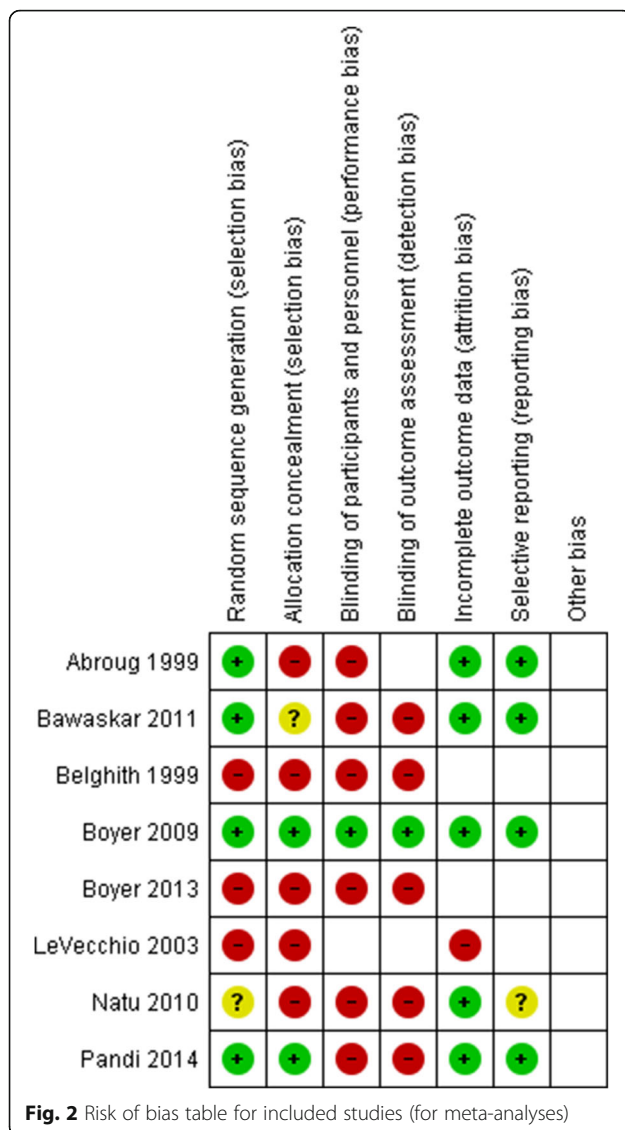 Random sequence generation (selection bias)
Allocation concealment (selection bias)
Blinding of participants and personnel (performance bias)
Blinding of outcome assessment (detection bias)
Incomplete outcome data (attrition bias)
Selective reporting (reporting bias)
Other bias
Abroug 1999 + - - + +
Bawaskar 2011 + ? - - + +
Belghith 1999 - - - -
Boyer 2009 + + + + + +
Boyer 2013 - - - -
LeVecchio 2003 - - -
Natu 2010 ? - - - + ?
Pandi 2014 + + - - + +
Fig. 2 Risk of bias table for included studies (for meta-analyses)